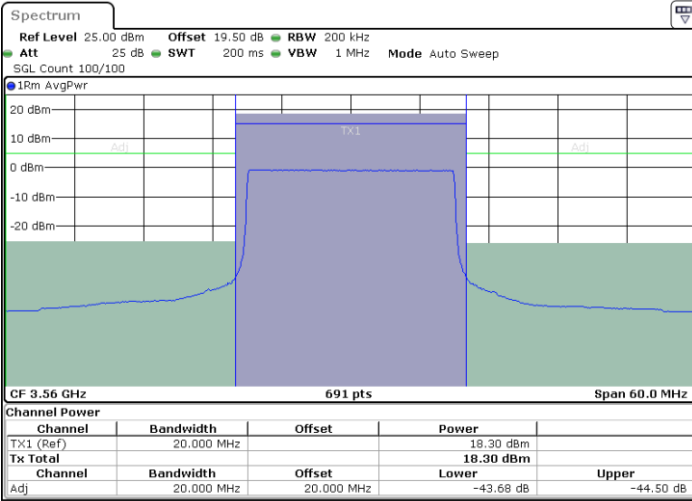 Spectrum
Ref Level 25.00 dBm Offset 19.50 dB RBW 200 kHz
Att 25 dB SWT 200 ms VBW 1 MHz Mode Auto Sweep
SGL Count 100/100
1Rm AvgPwr
20 dBm
TX1
10 dBm
Adj Adj
0 dBm
-10 dBm
-20 dBm
CF 3.56 GHz 691 pts Span 60.0 MHz
Channel Power
Channel Bandwidth Offset Power
TX1 (Ref) 20.000 MHz 18.30 dBm
Tx Total 18.30 dBm
Channel Bandwidth Offset Lower Upper
Adj 20.000 MHz 20.000 MHz -43.68 dB -44.50 dB